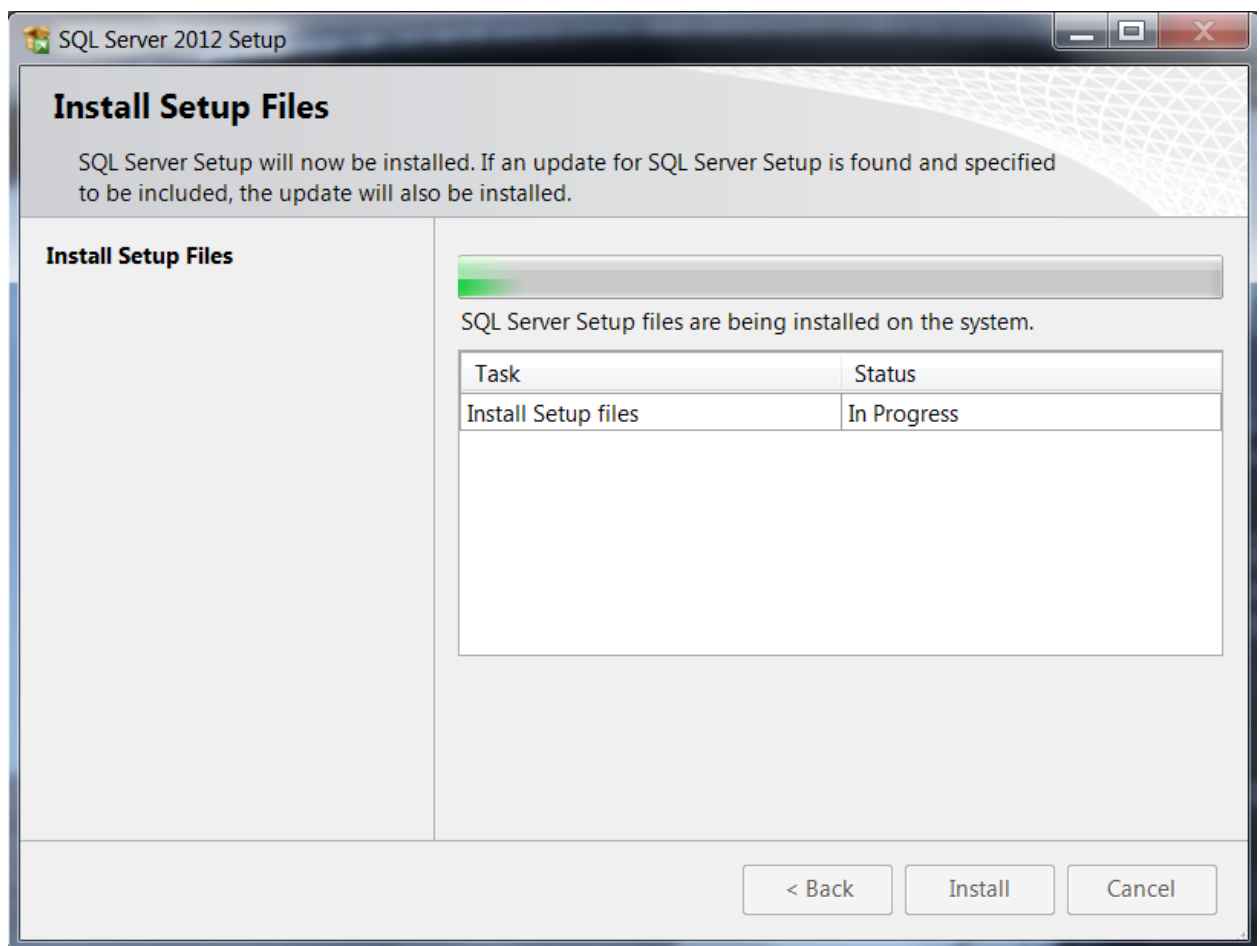 SQL Server 2012 Setup
Install Setup Files
SQL Server Setup will now be installed. If an update for SQL Server Setup is found and specified
to be included, the update will also be installed.
Install Setup Files
SQL Server Setup files are being installed on the system.
Task Status
Install Setup files In Progress
< Back Install Cancel